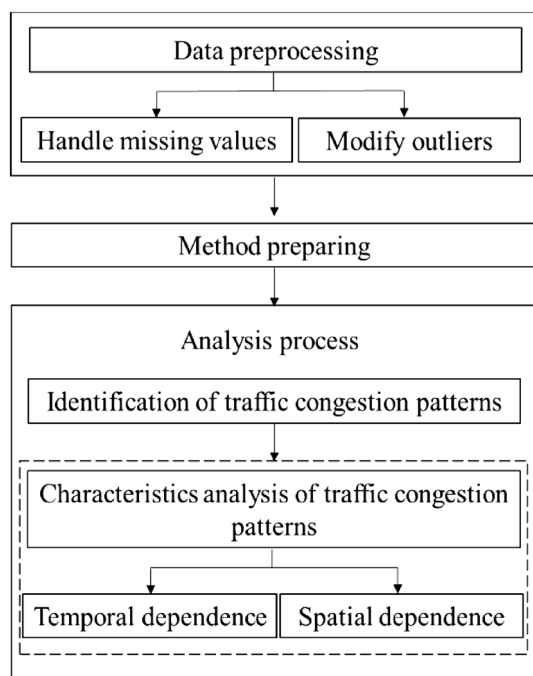 Data preprocessing
Handle missing values
Modify outliers
Method preparing
Analysis process
Identification of traffic congestion patterns
Characteristics analysis of traffic congestion
patterns
Temporal dependence
Spatial dependence